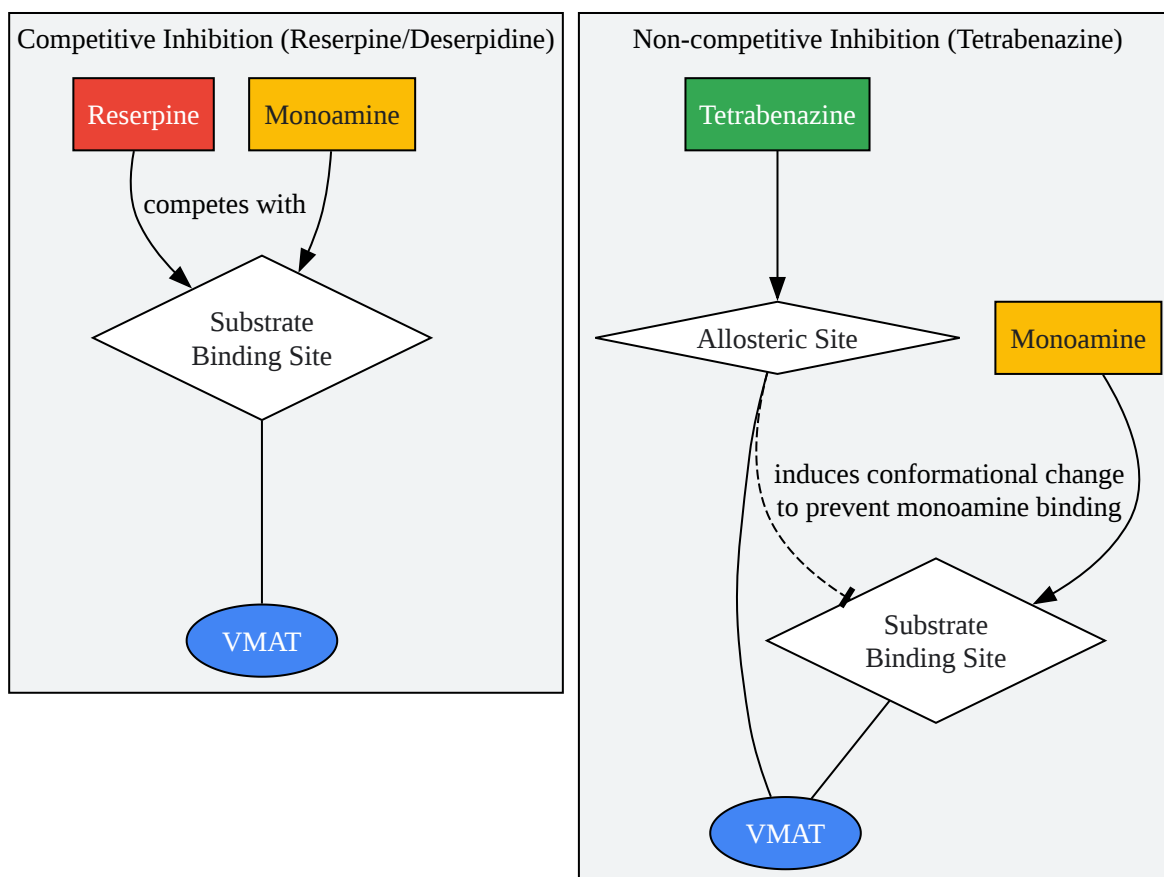 Competitive Inhibition (Reserpine/Deserpidine)
Reserpine
Monoamine
competes with
Substrate
Binding Site
VMAT
Non-competitive Inhibition (Tetrabenazine)
Tetrabenazine
Allosteric Site
Monoamine
induces conformational change
to prevent monoamine binding
Substrate
Binding Site
VMAT